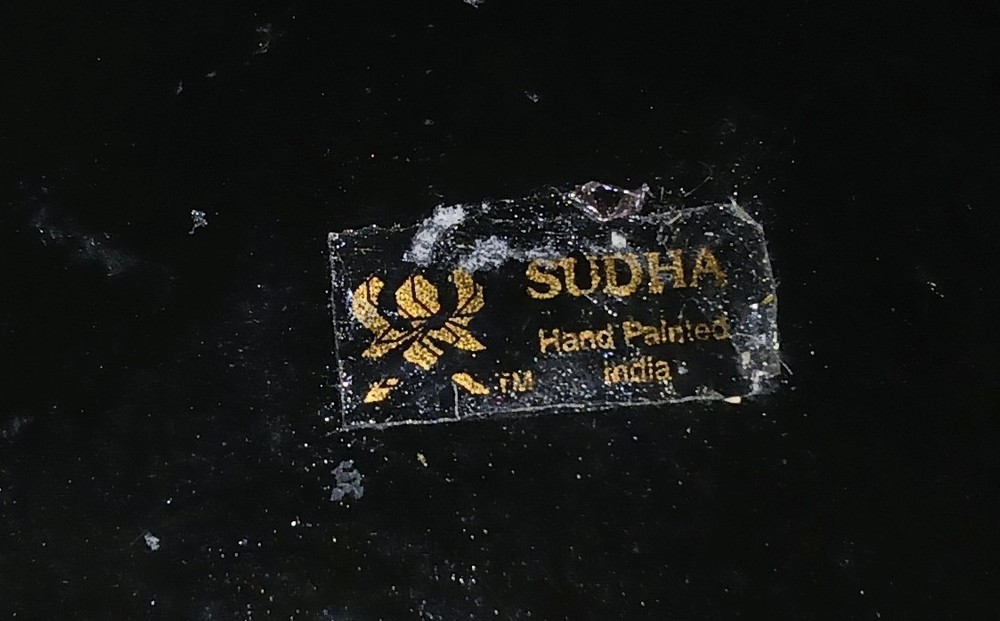 SUDHA
Hand Painted
india
TM